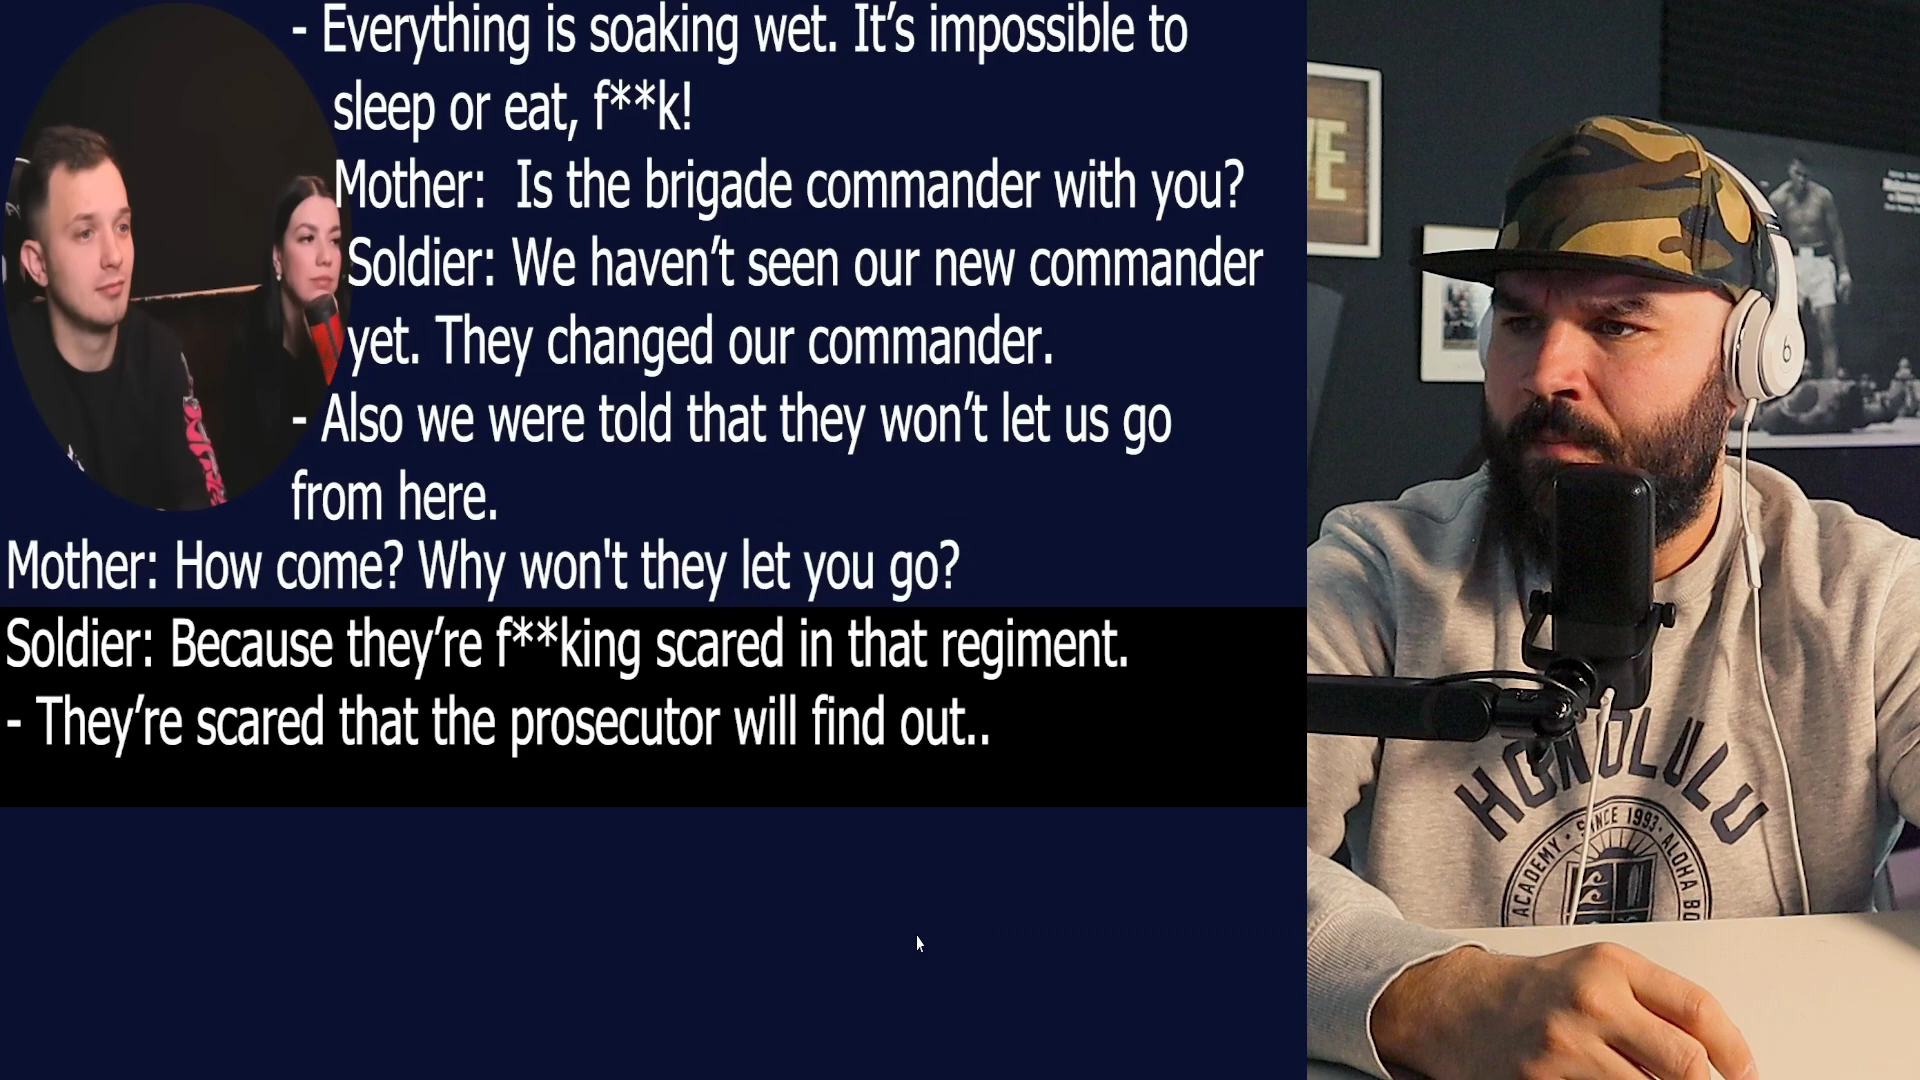 - Everything is soaking wet. It’s impossible to
sleep or eat, f**k!
Mother:  Is the brigade commander with you?
Soldier: We haven’t seen our new commander
yet. They changed our commander.
- Also we were told that they won’t let us go
from here.
Mother: How come? Why won't they let you go?
Soldier: Because they’re f**king scared in that regiment.
- They’re scared that the prosecutor will find out..
HONOLULU
ACADEMY · SINCE 1993 · ALOHA BO